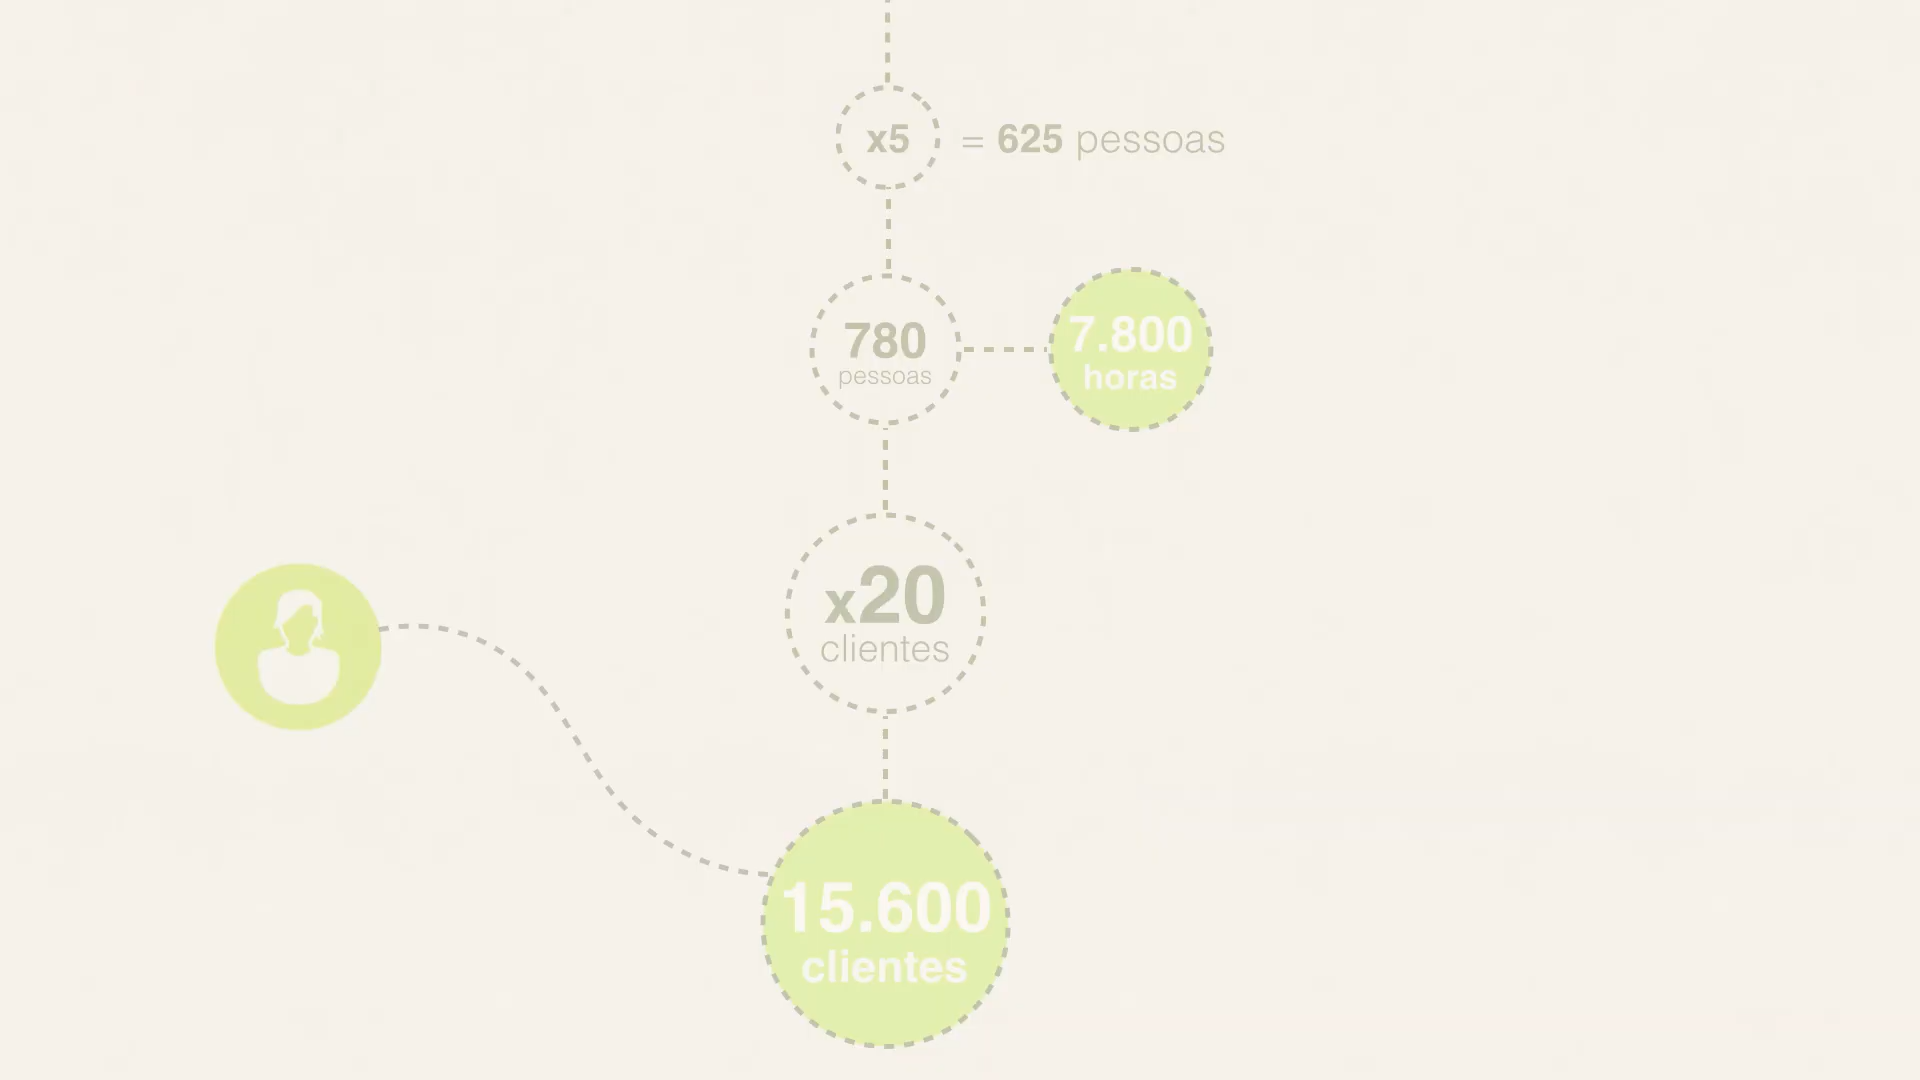 x5 = 625 pessoas
780
pessoas
7.800
horas
x20
clientes
15.600
clientes